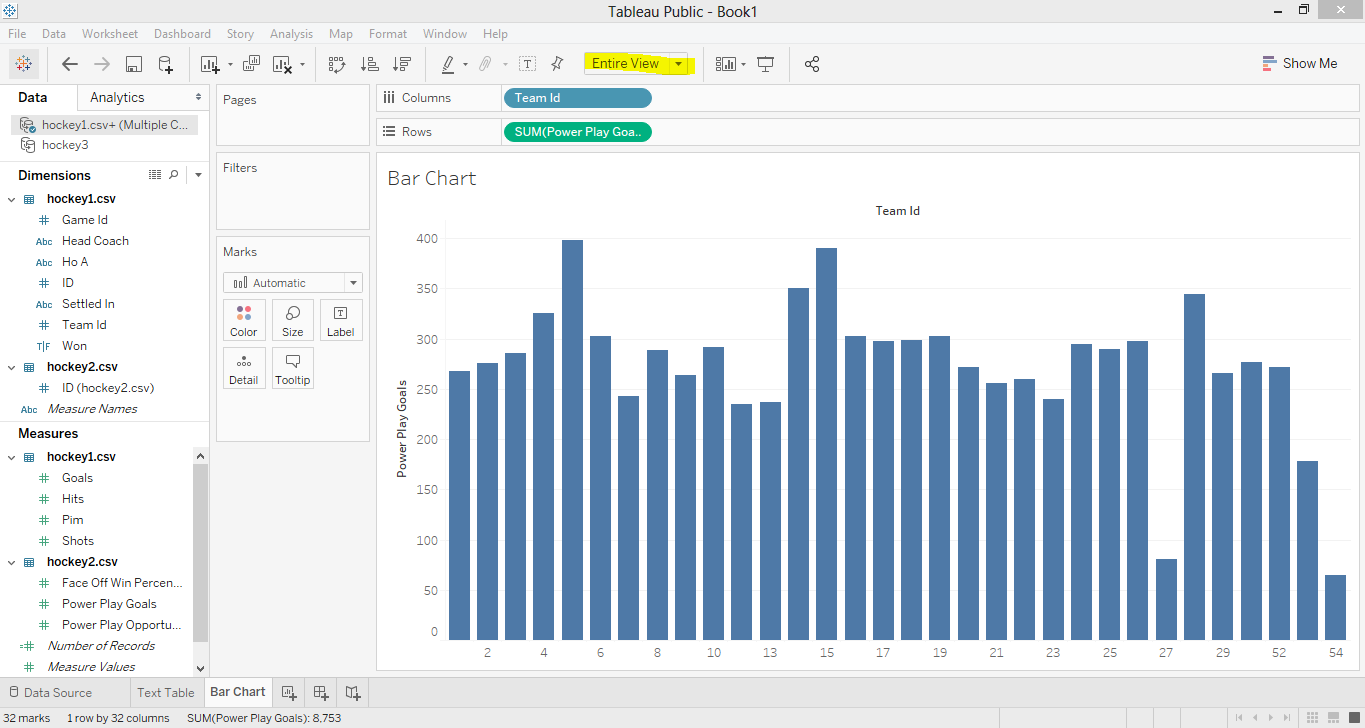 Tableau Public - Book1
File Data Worksheet Dashboard Story Analysis Map Format Window Help
Entire View
Show Me
Data Analytics
hockey1.csv+ (Multiple C...
hockey3
Dimensions
hockey1.csv
# Game Id
Abc Head Coach
Abc Ho A
# ID
Abc Settled In
# Team Id
T|F Won
hockey2.csv
# ID (hockey2.csv)
Abc Measure Names
Measures
hockey1.csv
# Goals
# Hits
# Pim
# Shots
hockey2.csv
# Face Off Win Percen...
# Power Play Goals
# Power Play Opportu...
=# Number of Records
# Measure Values
Pages
Filters
Marks
Automatic
Color Size Label
Detail Tooltip
Columns Team Id
Rows SUM(Power Play Goa..
Bar Chart
Team Id
Power Play Goals
400
350
300
250
200
150
100
50
0
2 4 6 8 10 13 15 17 19 21 23 25 27 29 52 54
Data Source Text Table Bar Chart
32 marks 1 row by 32 columns SUM(Power Play Goals): 8,753